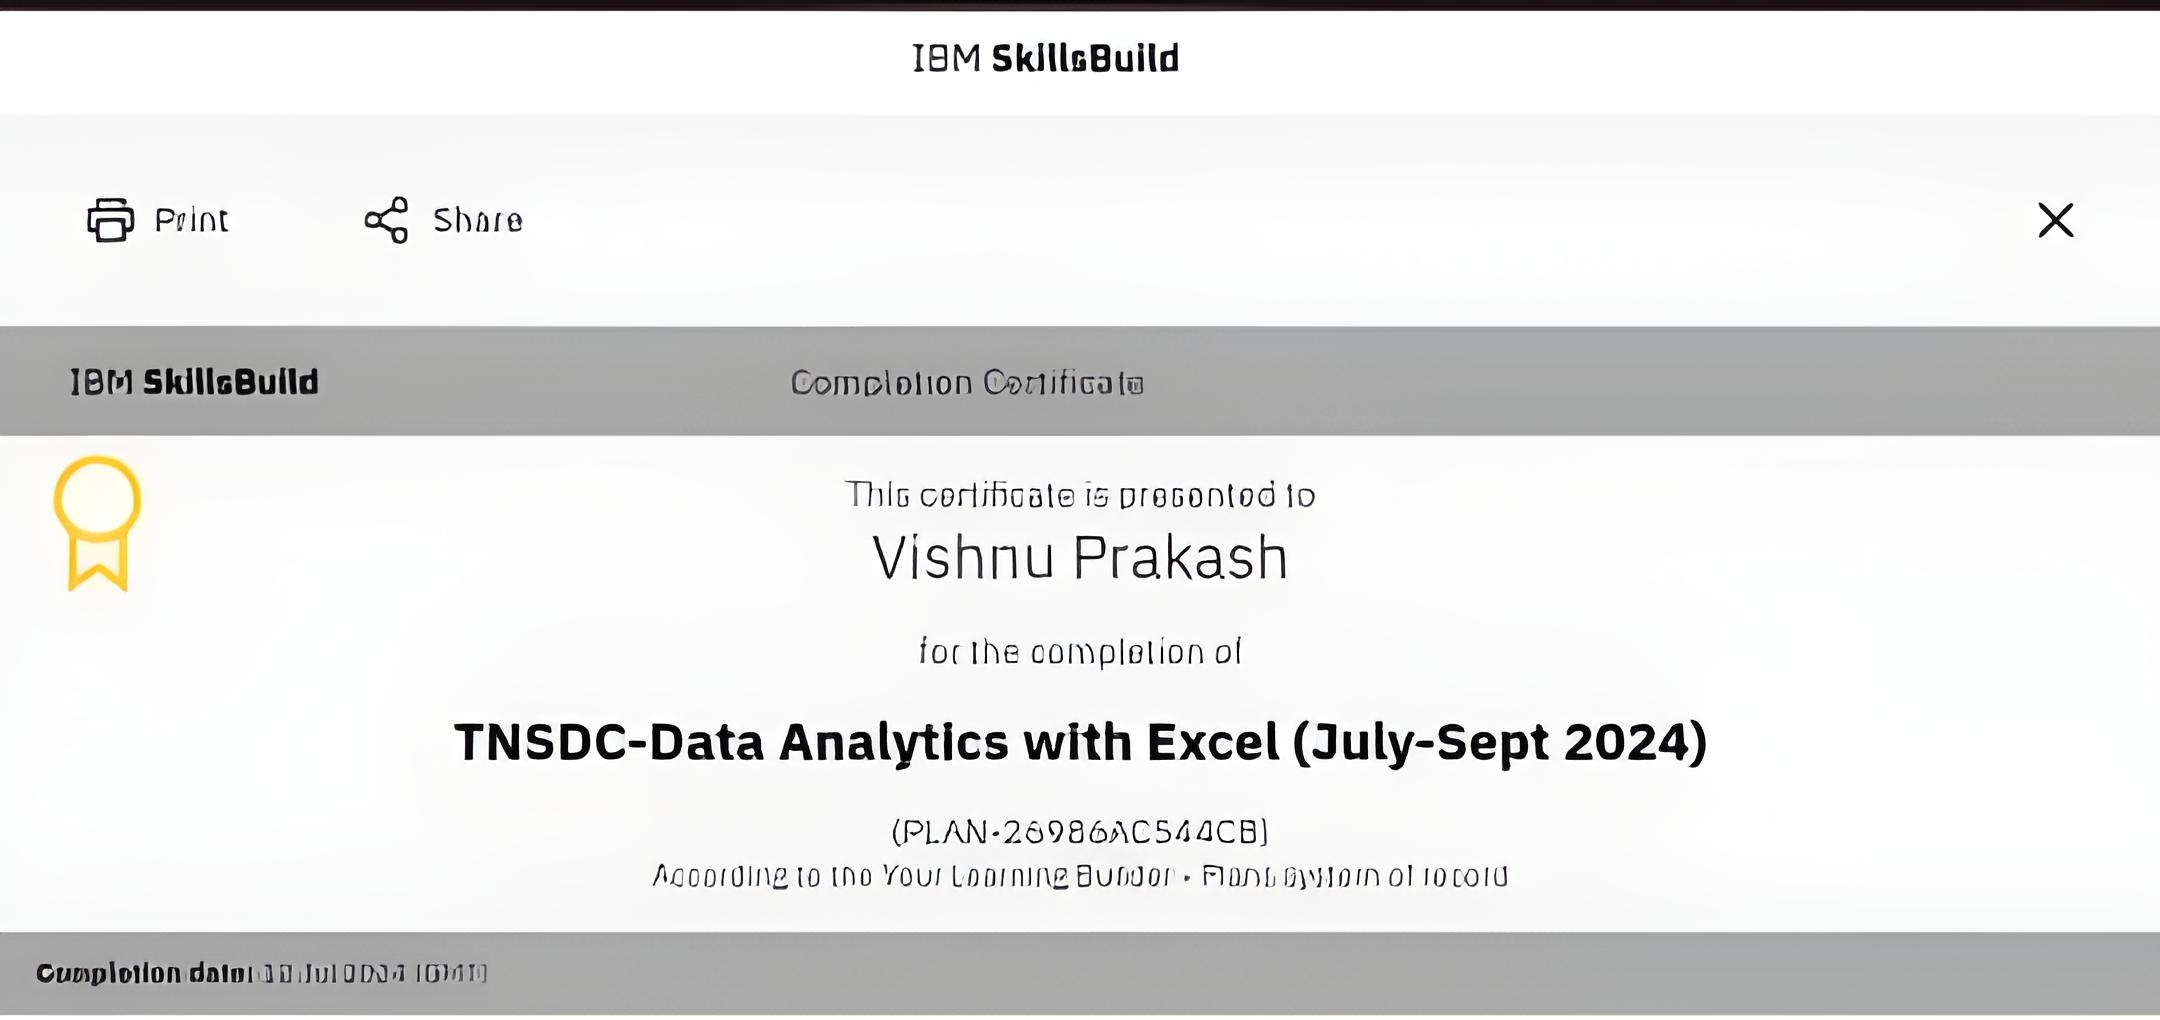 IBM SkillsBuild
Print
Share
IBM SkillsBuild
Completion Certificate
This certificate is presented to
Vishnu Prakash
for the completion of
TNSDC-Data Analytics with Excel (July-Sept 2024)
(PLAN-26986AC544CB)
According to the Your Learning Builder - Plans system of record
Completion date: